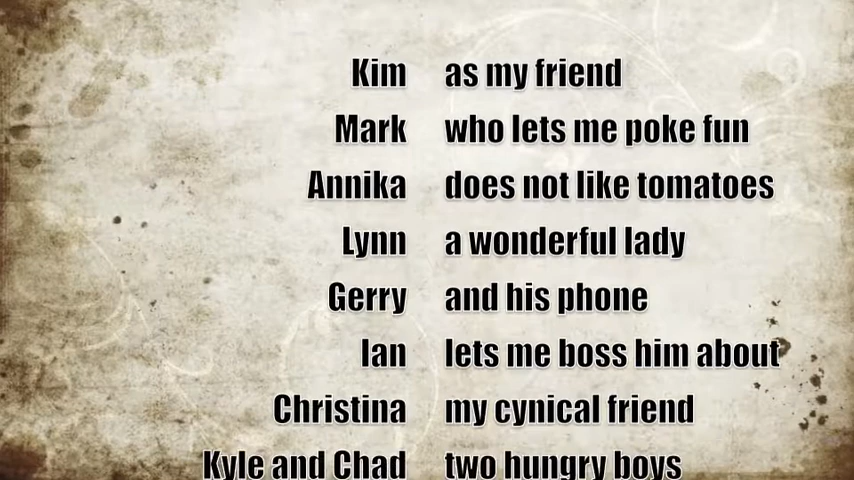 Kim as my friend
Mark who lets me poke fun
Annika does not like tomatoes
Lynn a wonderful lady
Gerry and his phone
Ian lets me boss him about
Christina my cynical friend
Kyle and Chad two hungry boys